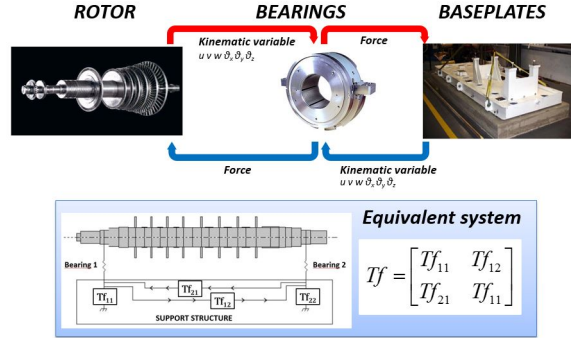 ROTOR BEARINGS BASEPLATES
Kinematic variable
u v w ϑx ϑy ϑz
Force
Force
Kinematic variable
u v w ϑx ϑy ϑz
Equivalent system
Bearing 1
Bearing 2
Tf11
Tf21
Tf12
Tf22
SUPPORT STRUCTURE
Tf = [Tf11 Tf12
Tf21 Tf11]